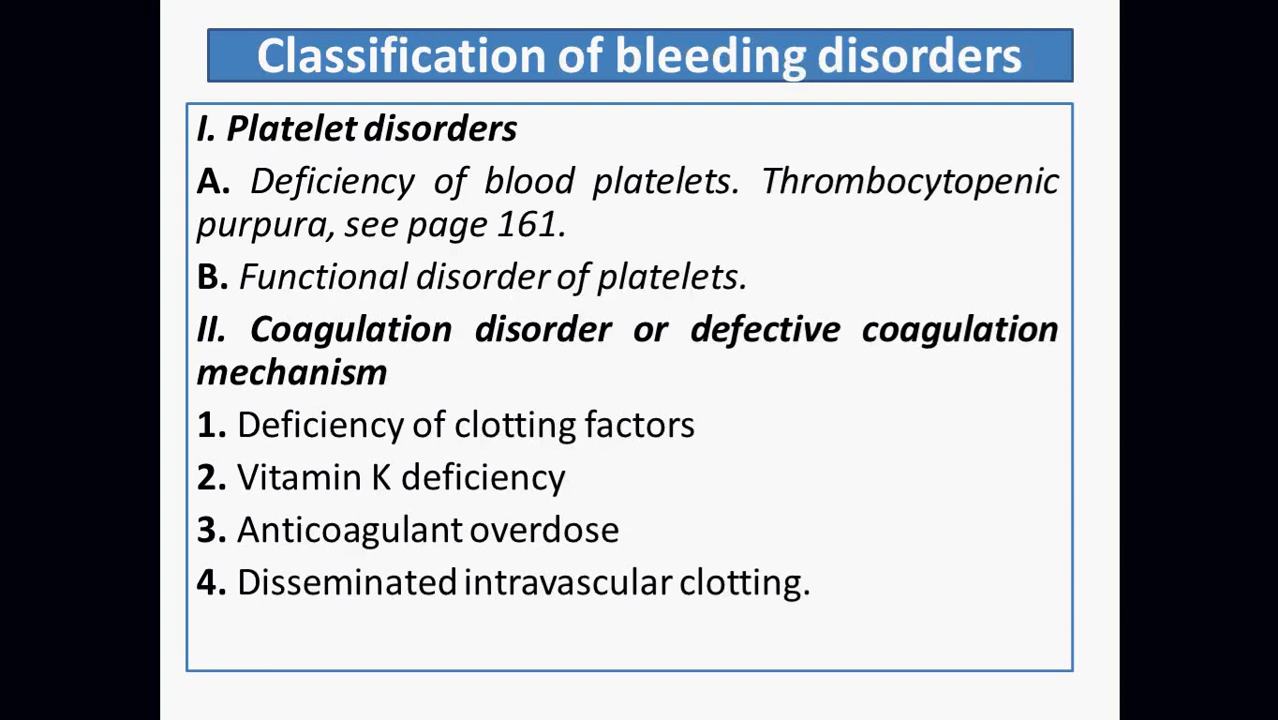 Classification of bleeding disorders
I. Platelet disorders
A. Deficiency of blood platelets. Thrombocytopenic
purpura, see page 161.
B. Functional disorder of platelets.
II. Coagulation disorder or defective coagulation
mechanism
1. Deficiency of clotting factors
2. Vitamin K deficiency
3. Anticoagulant overdose
4. Disseminated intravascular clotting.